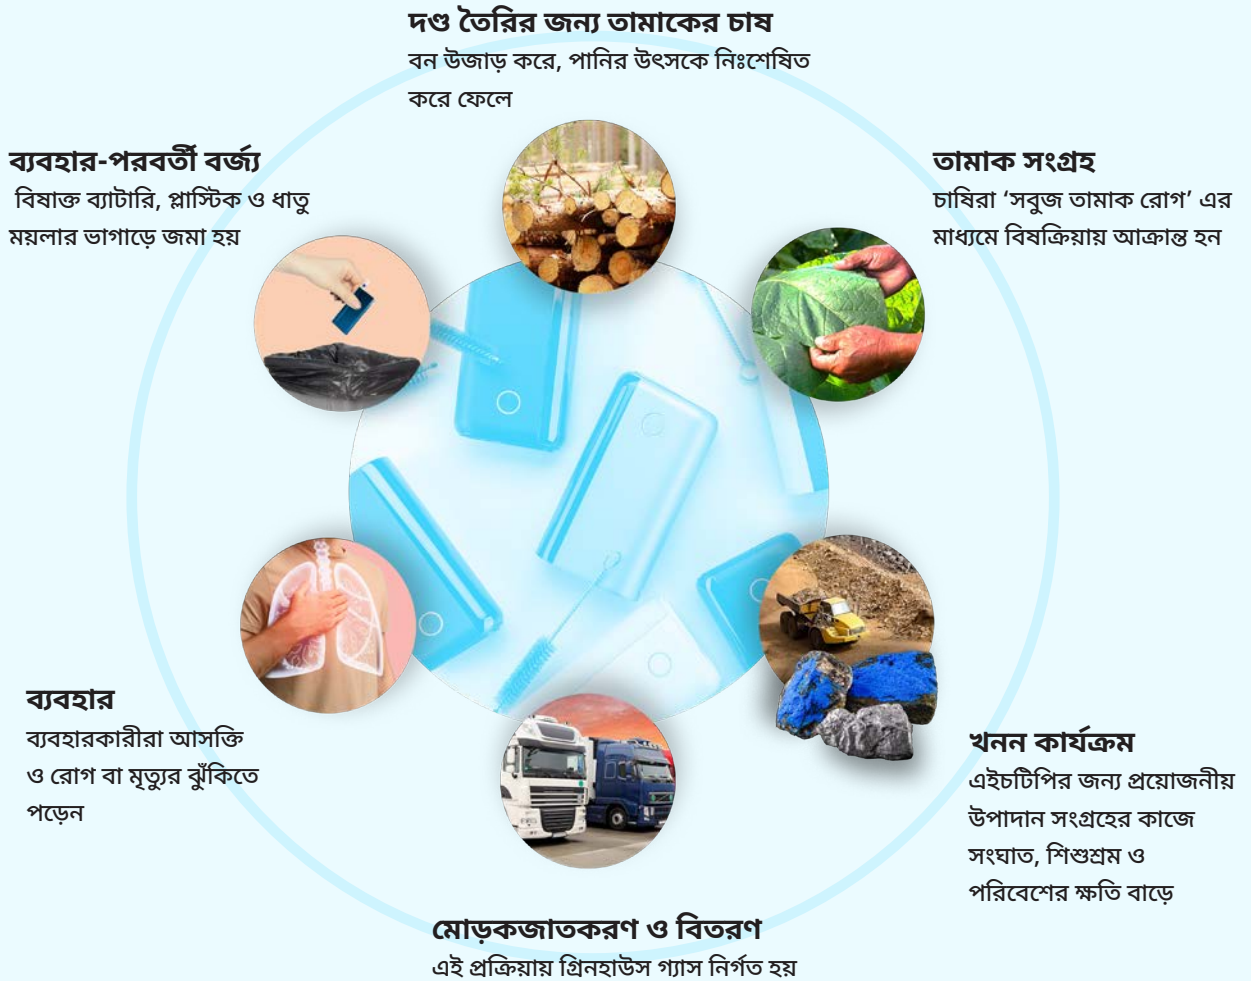 দণ্ড তৈরির জন্য তামাকের চাষ
বন উজাড় করে, পানির উৎসকে নিঃশেষিত
করে ফেলে
তামাক সংগ্রহ
চাষিরা ‘সবুজ তামাক রোগ’ এর
মাধ্যমে বিষক্রিয়ায় আক্রান্ত হন
খনন কার্যক্রম
এইচটিপির জন্য প্রয়োজনীয়
উপাদান সংগ্রহের কাজে
সংঘাত, শিশুশ্রম ও
পরিবেশের ক্ষতি বাড়ে
মোড়কজাতকরণ ও বিতরণ
এই প্রক্রিয়ায় গ্রিনহাউস গ্যাস নির্গত হয়
ব্যবহার
ব্যবহারকারীরা আসক্তি
ও রোগ বা মৃত্যুর ঝুঁকিতে
পড়েন
ব্যবহার-পরবর্তী বর্জ্য
বিষাক্ত ব্যাটারি, প্লাস্টিক ও ধাতু
ময়লার ভাগাড়ে জমা হয়